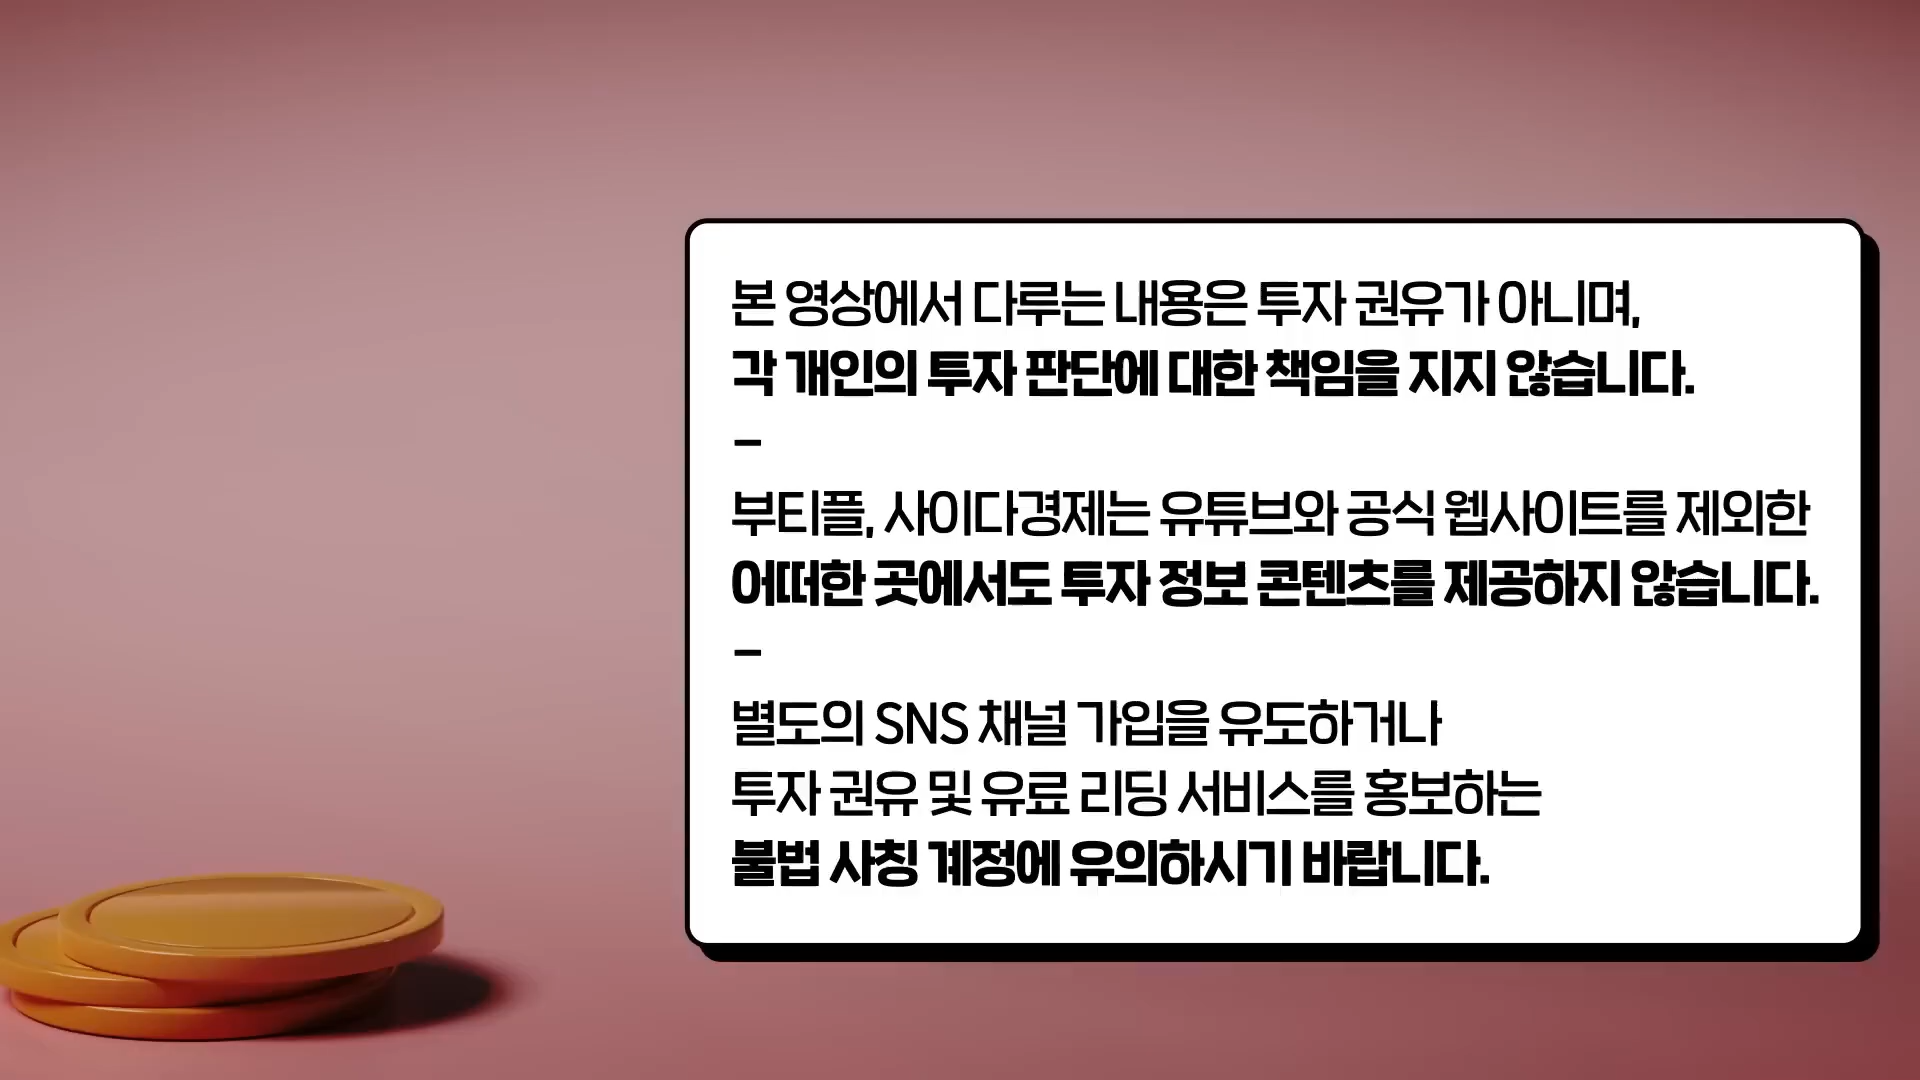 본 영상에서 다루는 내용은 투자 권유가 아니며,
각 개인의 투자 판단에 대한 책임을 지지 않습니다.
–
부티플, 사이다경제는 유튜브와 공식 웹사이트를 제외한
어떠한 곳에서도 투자 정보 콘텐츠를 제공하지 않습니다.
–
별도의 SNS 채널 가입을 유도하거나
투자 권유 및 유료 리딩 서비스를 홍보하는
불법 사칭 계정에 유의하시기 바랍니다.